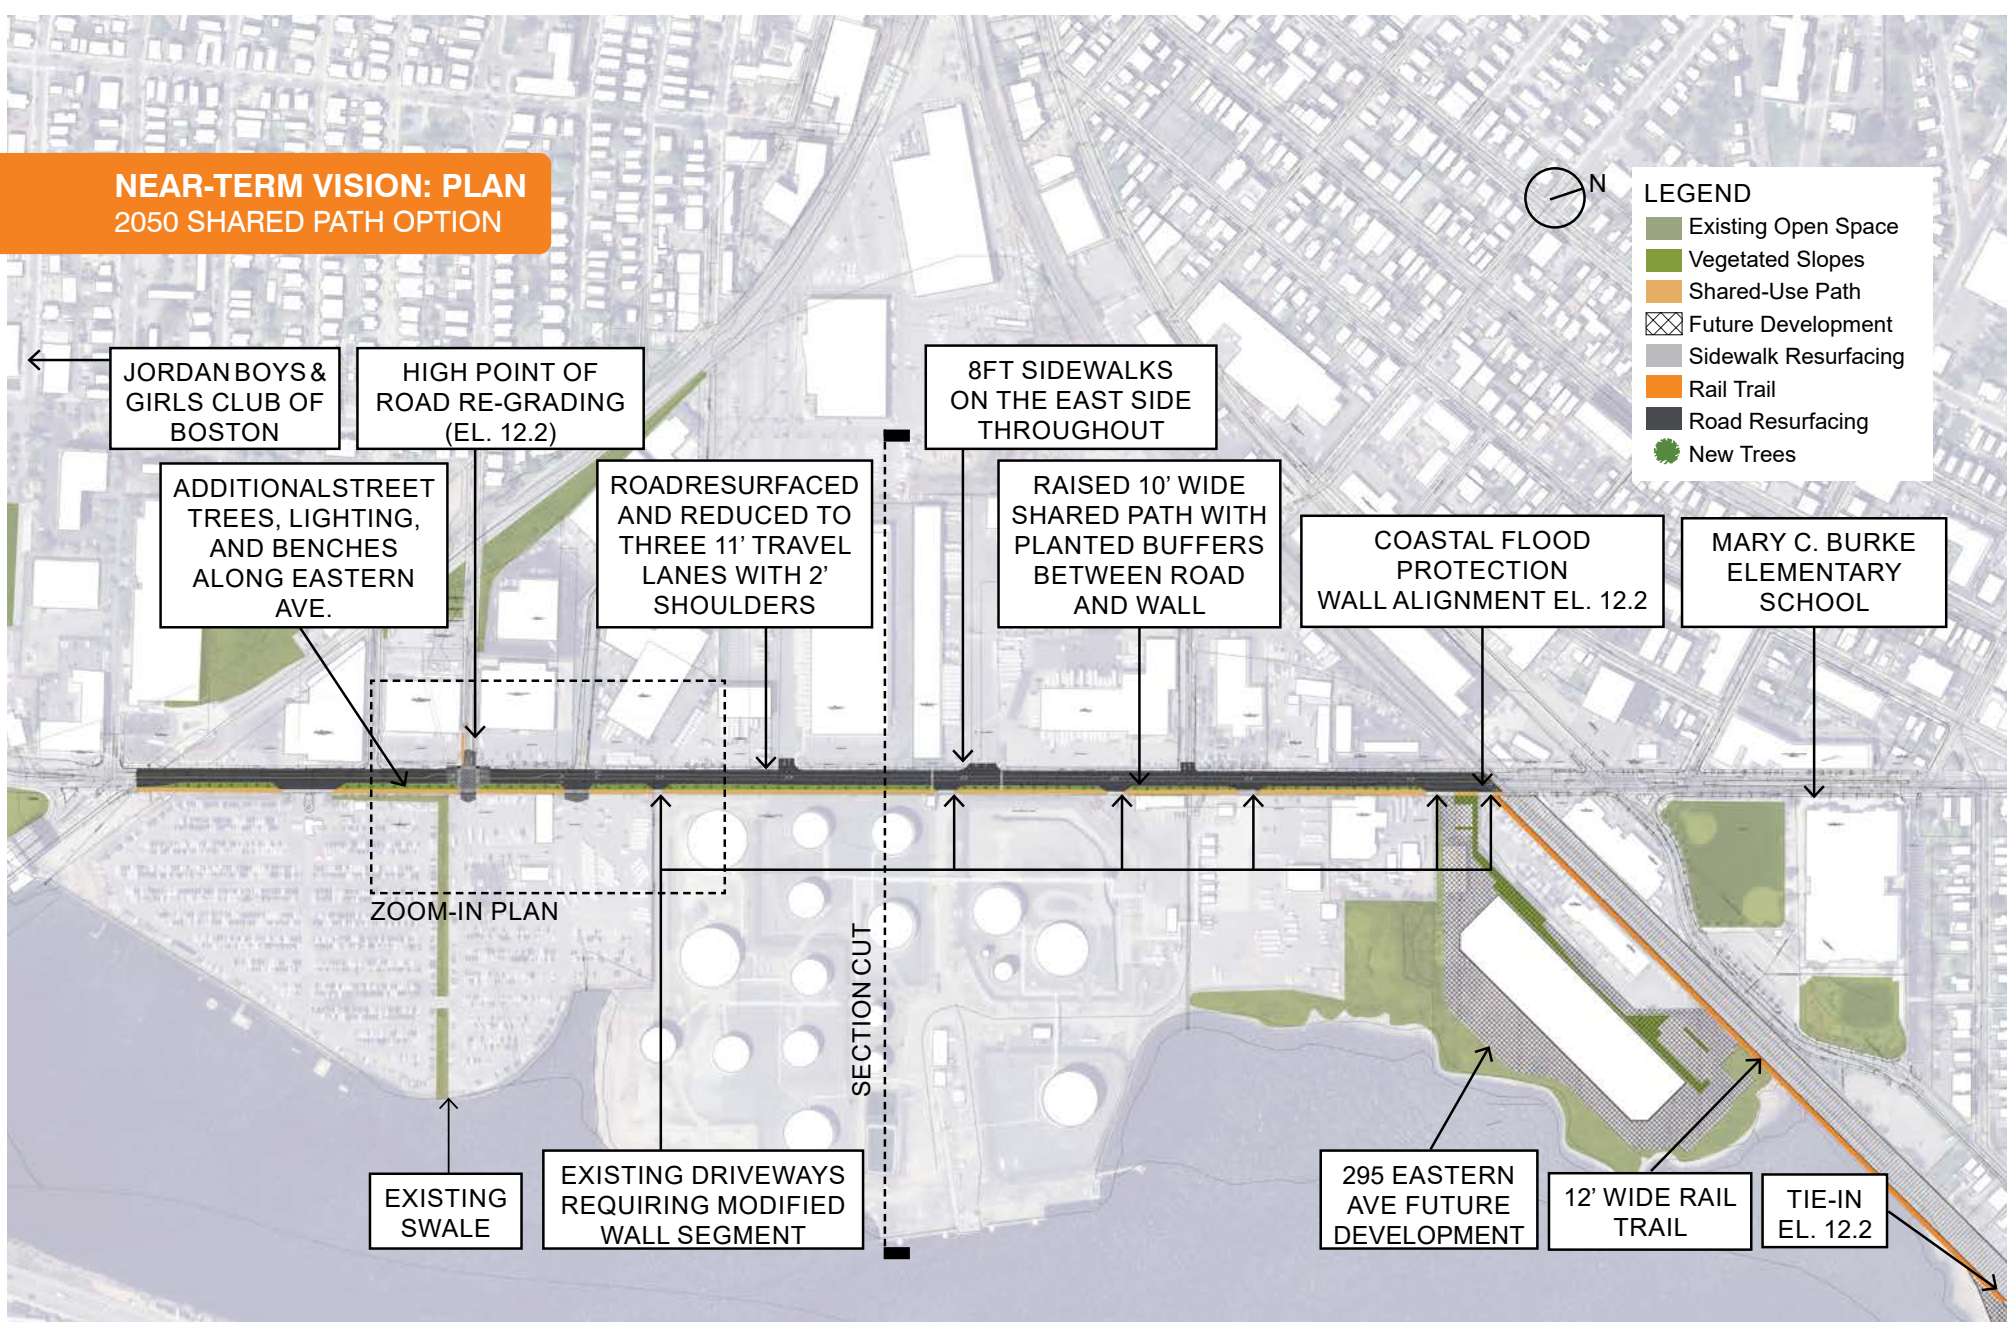 NEAR-TERM VISION: PLAN
2050 SHARED PATH OPTION
N
LEGEND
Existing Open Space
Vegetated Slopes
Shared-Use Path
Future Development
Sidewalk Resurfacing
Rail Trail
Road Resurfacing
New Trees
JORDAN BOYS &
GIRLS CLUB OF
BOSTON
HIGH POINT OF
ROAD RE-GRADING
(EL. 12.2)
8FT SIDEWALKS
ON THE EAST SIDE
THROUGHOUT
ADDITIONAL STREET
TREES, LIGHTING,
AND BENCHES
ALONG EASTERN
AVE.
ROAD RESURFACED
AND REDUCED TO
THREE 11’ TRAVEL
LANES WITH 2’
SHOULDERS
RAISED 10’ WIDE
SHARED PATH WITH
PLANTED BUFFERS
BETWEEN ROAD
AND WALL
COASTAL FLOOD
PROTECTION
WALL ALIGNMENT EL. 12.2
MARY C. BURKE
ELEMENTARY
SCHOOL
ZOOM-IN PLAN
SECTION CUT
EXISTING
SWALE
EXISTING DRIVEWAYS
REQUIRING MODIFIED
WALL SEGMENT
295 EASTERN
AVE FUTURE
DEVELOPMENT
12’ WIDE RAIL
TRAIL
TIE-IN
EL. 12.2